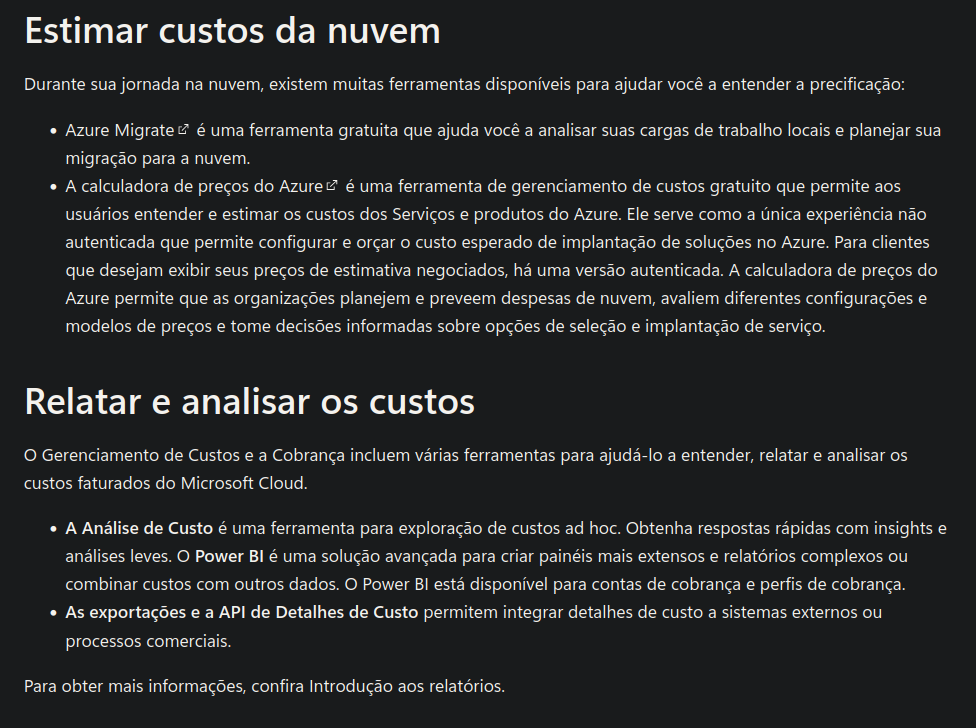 Estimar custos da nuvem
Durante sua jornada na nuvem, existem muitas ferramentas disponíveis para ajudar você a entender a precificação:
• Azure Migrate é uma ferramenta gratuita que ajuda você a analisar suas cargas de trabalho locais e planejar sua
migração para a nuvem.
• A calculadora de preços do Azure é uma ferramenta de gerenciamento de custos gratuito que permite aos
usuários entender e estimar os custos dos Serviços e produtos do Azure. Ele serve como a única experiência não
autenticada que permite configurar e orçar o custo esperado de implantação de soluções no Azure. Para clientes
que desejam exibir seus preços de estimativa negociados, há uma versão autenticada. A calculadora de preços do
Azure permite que as organizações planejem e preveem despesas de nuvem, avaliem diferentes configurações e
modelos de preços e tome decisões informadas sobre opções de seleção e implantação de serviço.
Relatar e analisar os custos
O Gerenciamento de Custos e a Cobrança incluem várias ferramentas para ajudá-lo a entender, relatar e analisar os
custos faturados do Microsoft Cloud.
• A Análise de Custo é uma ferramenta para exploração de custos ad hoc. Obtenha respostas rápidas com insights e
análises leves. O Power BI é uma solução avançada para criar painéis mais extensos e relatórios complexos ou
combinar custos com outros dados. O Power BI está disponível para contas de cobrança e perfis de cobrança.
• As exportações e a API de Detalhes de Custo permitem integrar detalhes de custo a sistemas externos ou
processos comerciais.
Para obter mais informações, confira Introdução aos relatórios.